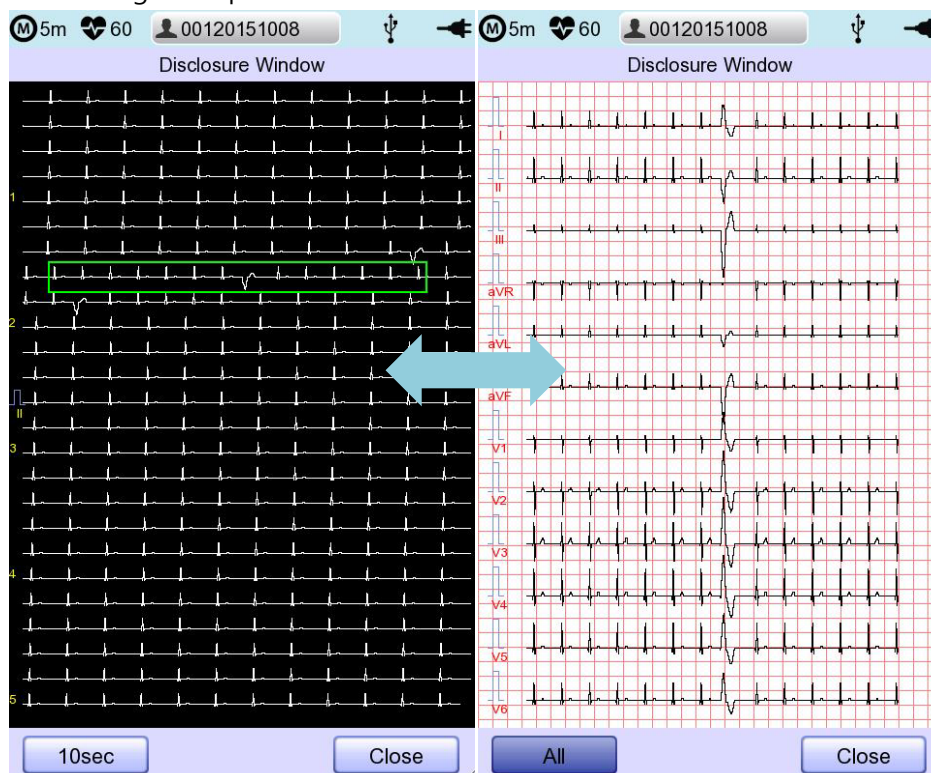 M 5m 60 00120151008
Disclosure Window
1
2
II
3
4
5
10sec Close
M 5m 60 00120151008
Disclosure Window
I
II
III
aVR
aVL
aVF
V1
V2
V3
V4
V5
V6
All Close